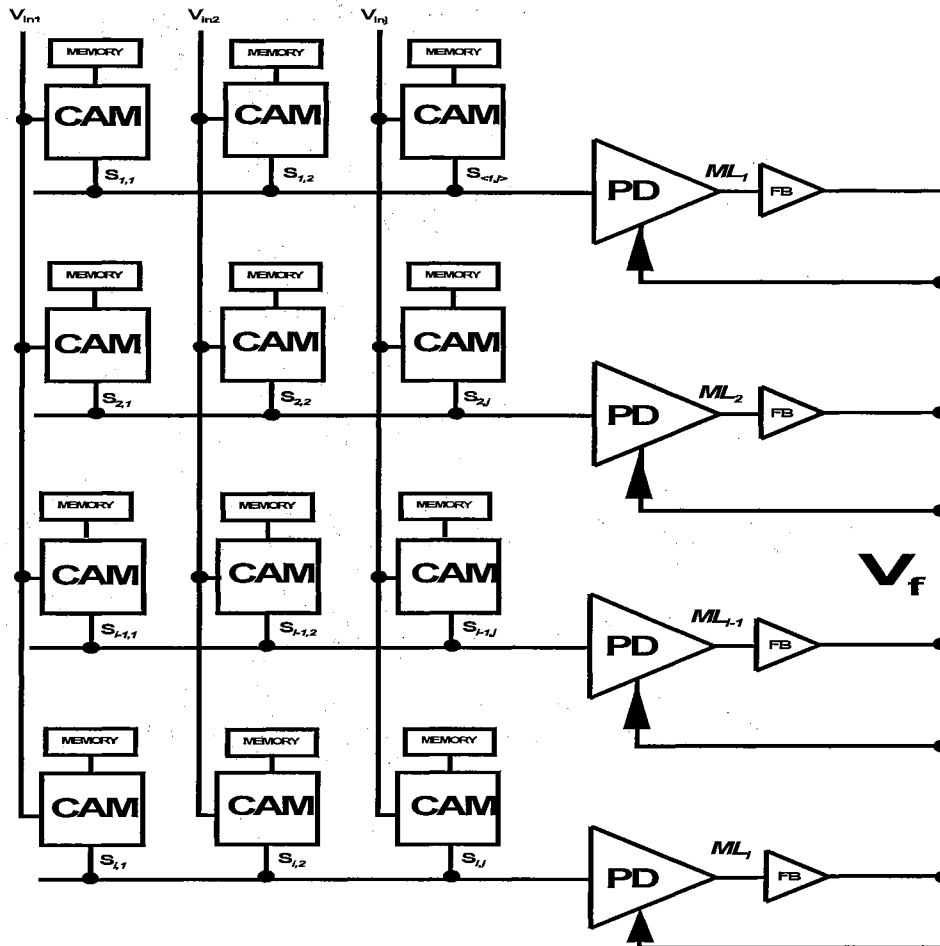 Vin1 Vin2 Vinj
MEMORY MEMORY MEMORY
CAM CAM CAM
S1,1 S1,2 S<1,j>
PD ML1 FB
MEMORY MEMORY MEMORY
CAM CAM CAM
S2,1 S2,2 S2,j
PD ML2 FB
MEMORY MEMORY MEMORY
CAM CAM CAM
Vf
Si-1,1 Si-1,2 Si-1,j
PD MLi-1 FB
MEMORY MEMORY MEMORY
CAM CAM CAM
Si,1 Si,2 Si,j
PD MLi FB